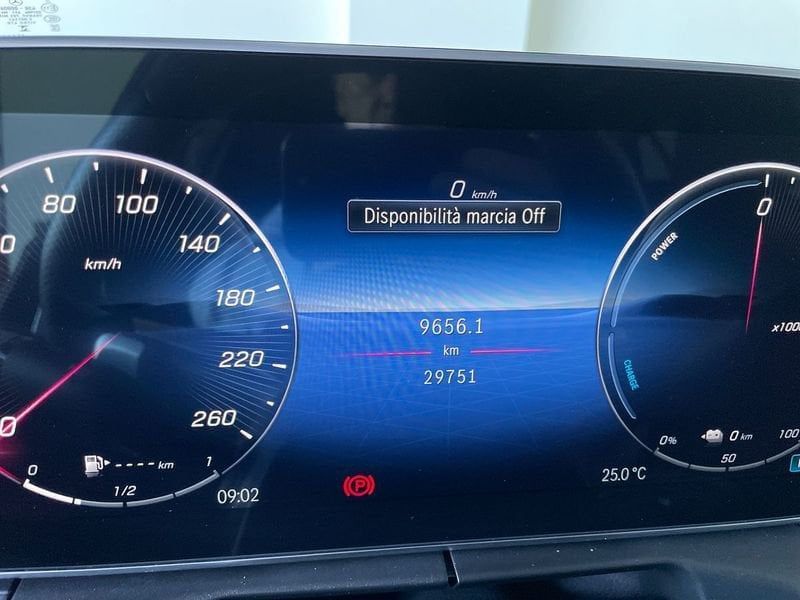 0 km/h
Disponibilità marcia Off
80
100
140
km/h
180
220
260
0
0
1/2
1
----- km
09:02
9656.1
km
29751
POWER
0
x1000
CHARGE
0%
0 km
50
100
25.0 °C
P